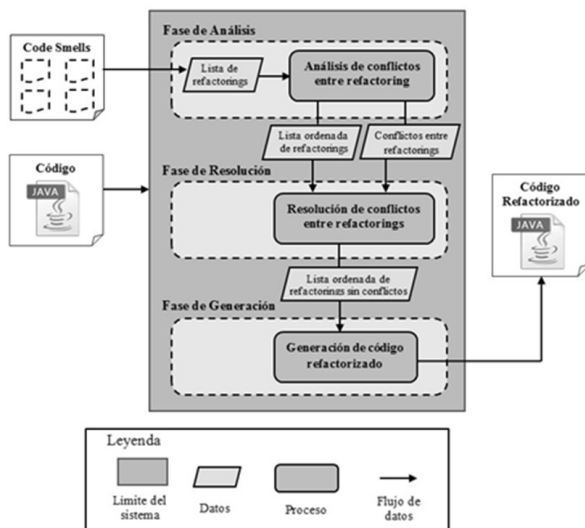 Fase de Análisis
Code Smells
Lista de
refactorings
Análisis de conflictos
entre refactoring
Lista ordenada
de refactorings
Conflictos entre
refactorings
Código
JAVA
Fase de Resolución
Resolución de conflictos
entre refactorings
Código
Refactorizado
JAVA
Lista ordenada de
refactorings sin conflictos
Fase de Generación
Generación de código
refactorizado
Leyenda
Límite del
sistema
Datos
Proceso
Flujo de
datos